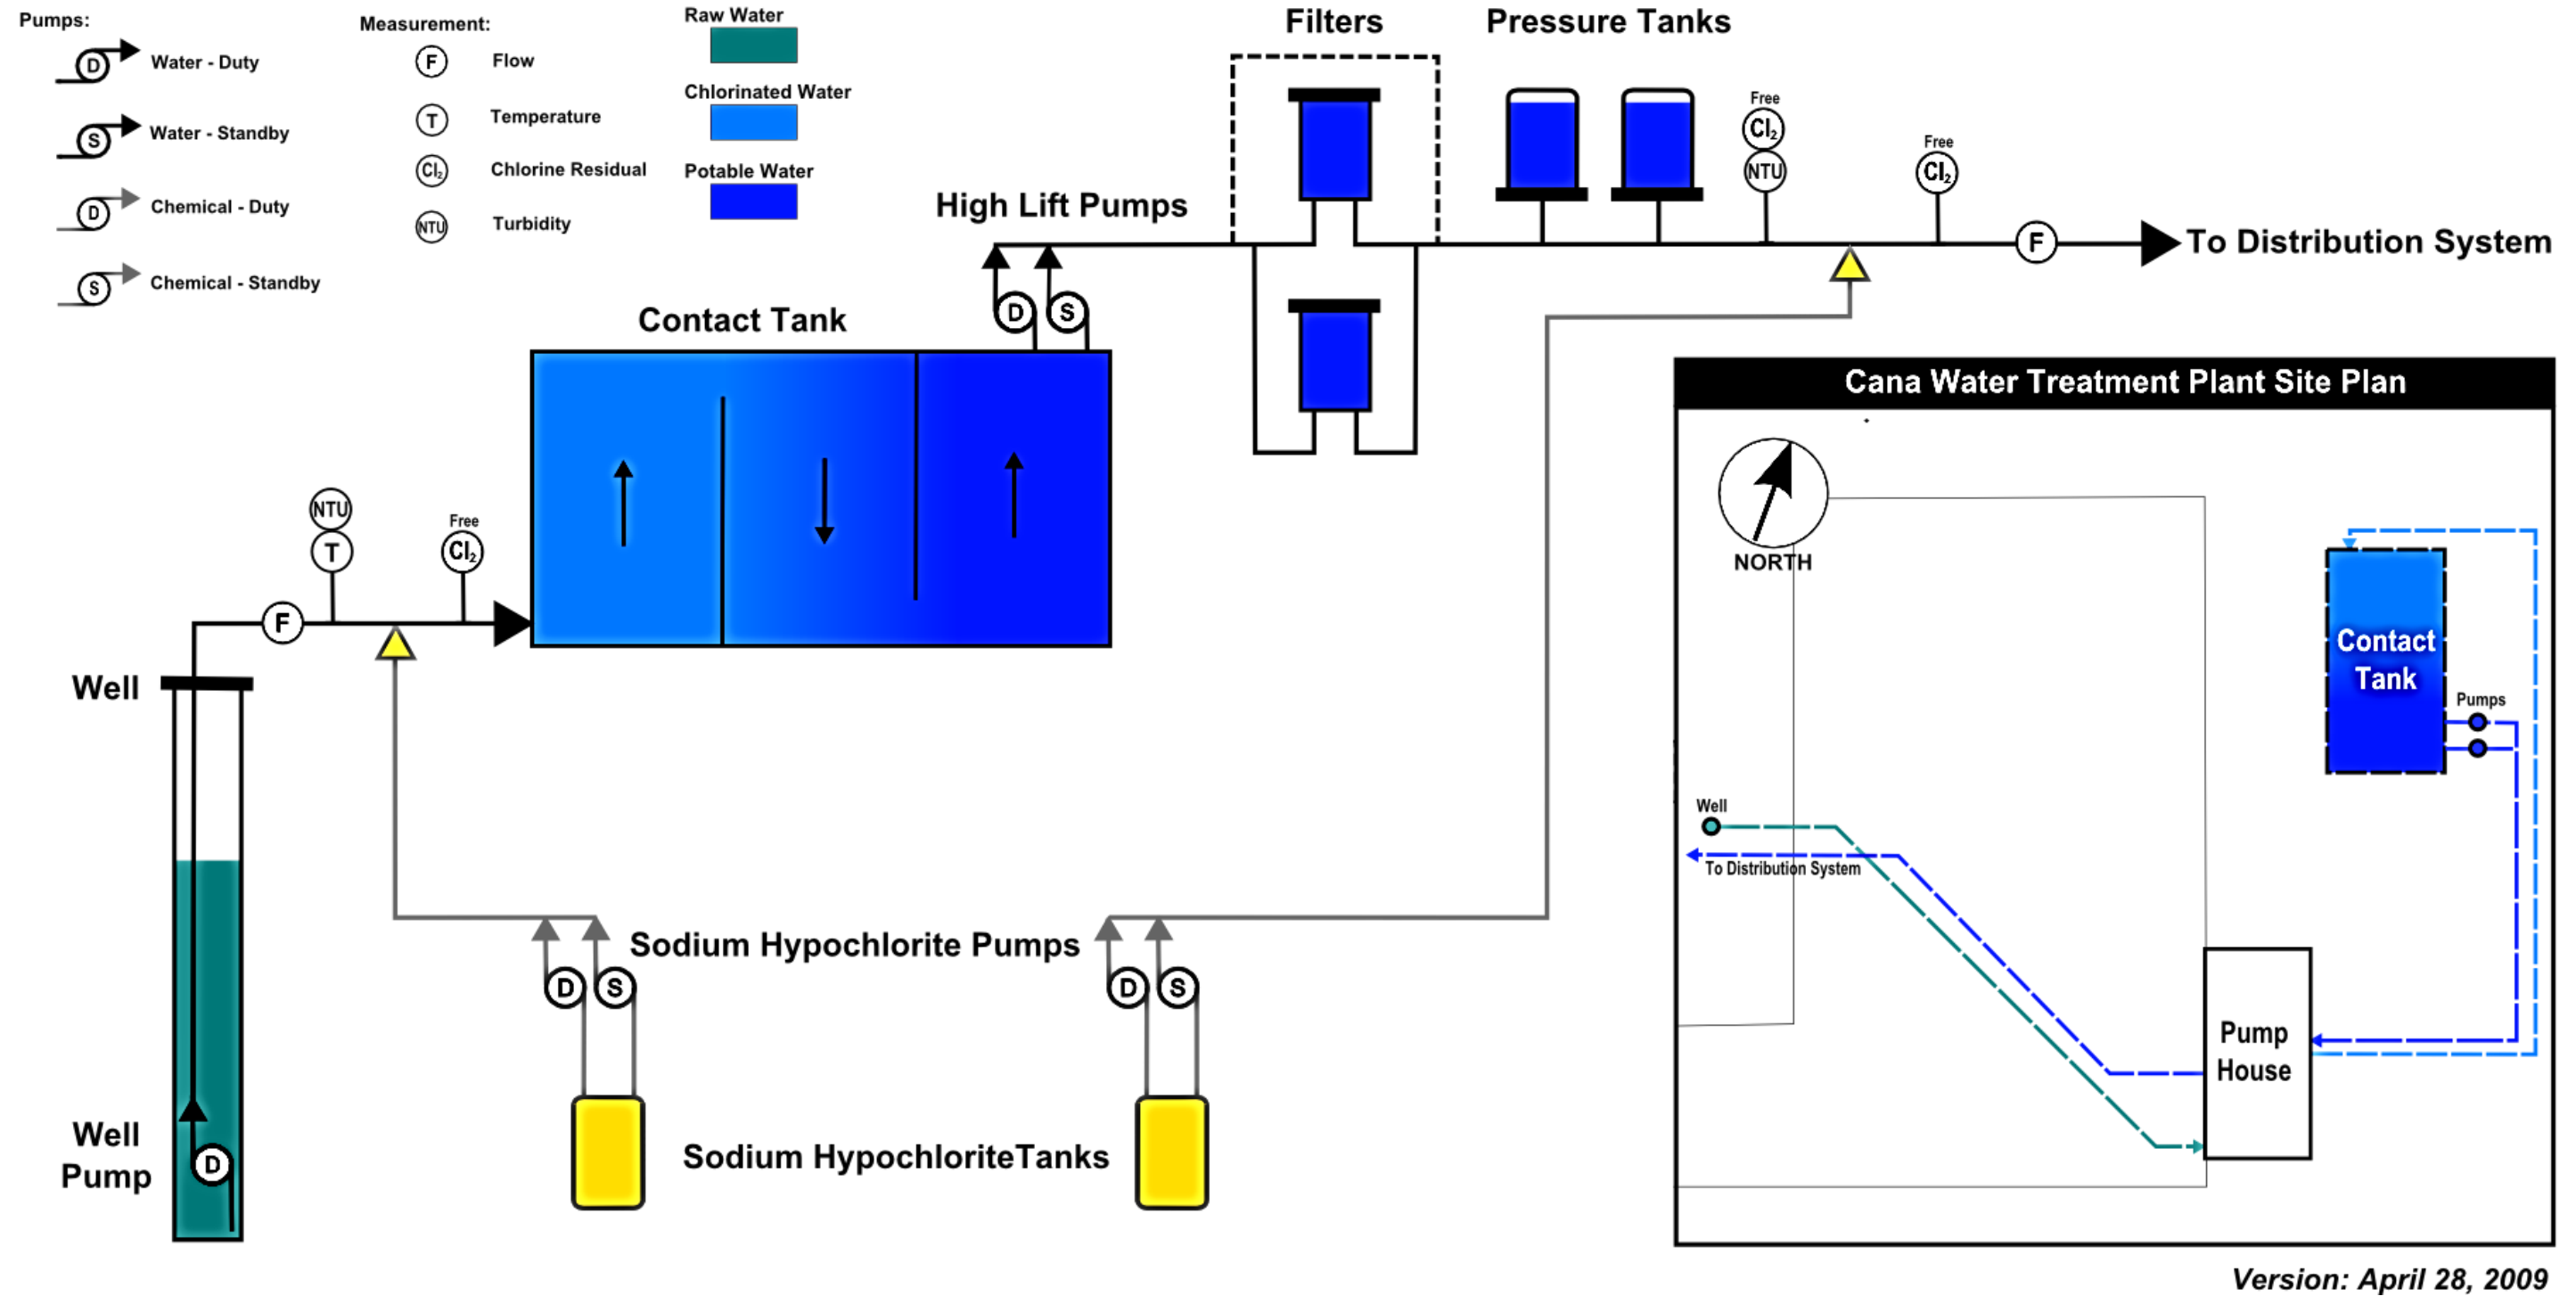 Pumps:
D
Water - Duty
S
Water - Standby
D
Chemical - Duty
S
Chemical - Standby
Measurement:
F
Flow
T
Temperature
Cl₂
Chlorine Residual
NTU
Turbidity
Raw Water
Chlorinated Water
Potable Water
Filters
Pressure Tanks
High Lift Pumps
D
S
Free
Cl₂
NTU
Free
Cl₂
F
To Distribution System
Contact Tank
NTU
T
Free
Cl₂
F
Well
Well
Pump
D
Sodium Hypochlorite Pumps
D
S
D
S
Sodium HypochloriteTanks
Cana Water Treatment Plant Site Plan
NORTH
Contact
Tank
Pumps
Well
To Distribution System
Pump
House
Version: April 28, 2009